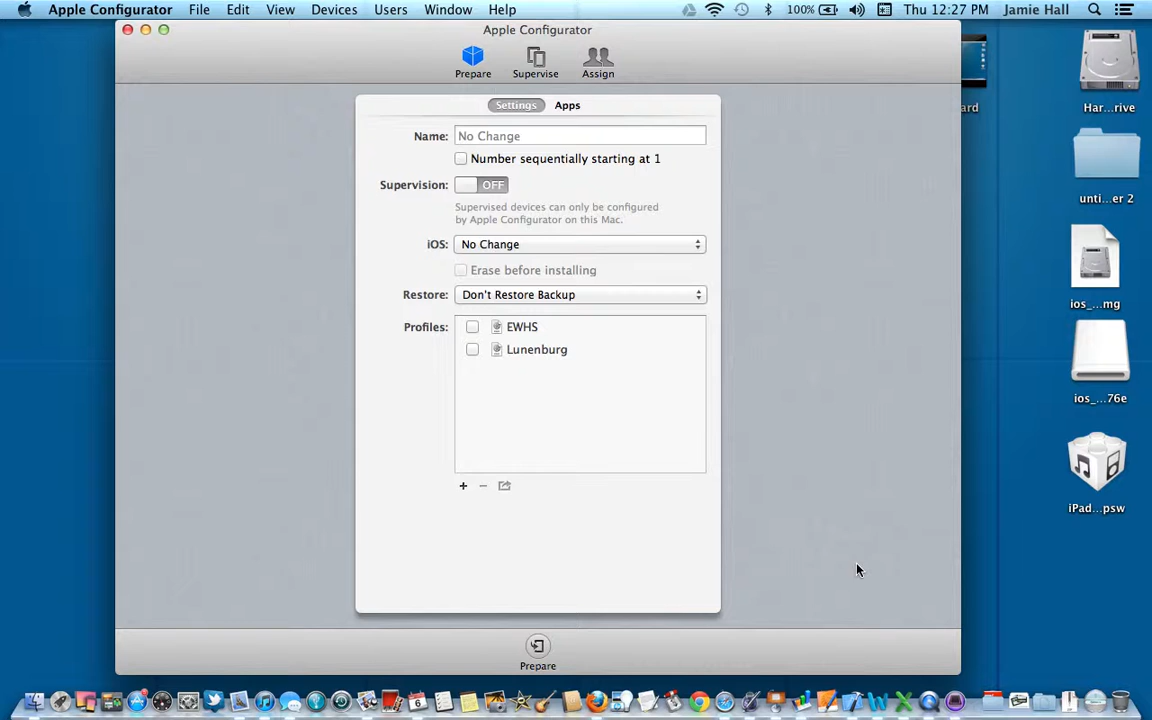 Apple Configurator File Edit View Devices Users Window Help 100% Thu 12:27 PM Jamie Hall
Apple Configurator
Prepare Supervise Assign
Settings Apps
Name: No Change
Number sequentially starting at 1
Supervision: OFF
Supervised devices can only be configured
by Apple Configurator on this Mac.
iOS: No Change
Erase before installing
Restore: Don't Restore Backup
Profiles: EWHS
Lunenburg
Prepare
ard
Har...rive
unti...er 2
ios_...mg
ios_...76e
iPad...psw
6